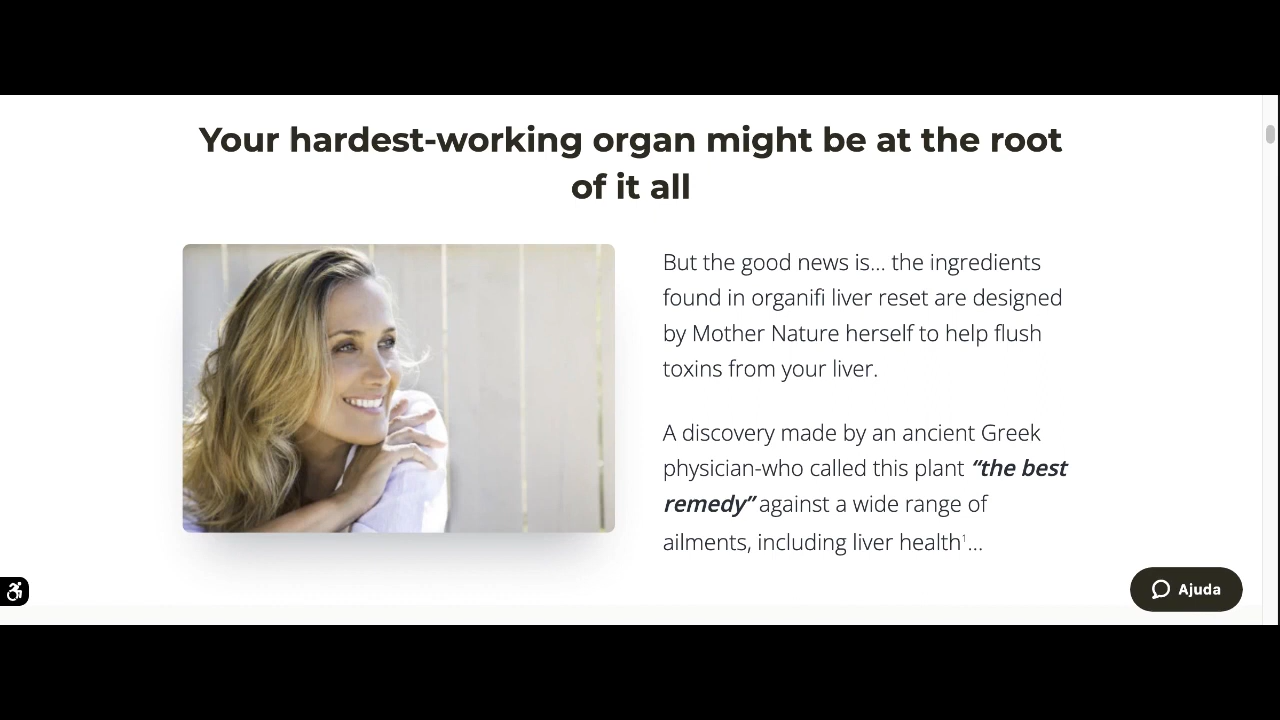 Your hardest-working organ might be at the root
of it all
But the good news is... the ingredients
found in organifi liver reset are designed
by Mother Nature herself to help flush
toxins from your liver.
A discovery made by an ancient Greek
physician-who called this plant “the best
remedy” against a wide range of
ailments, including liver health¹...
Ajuda